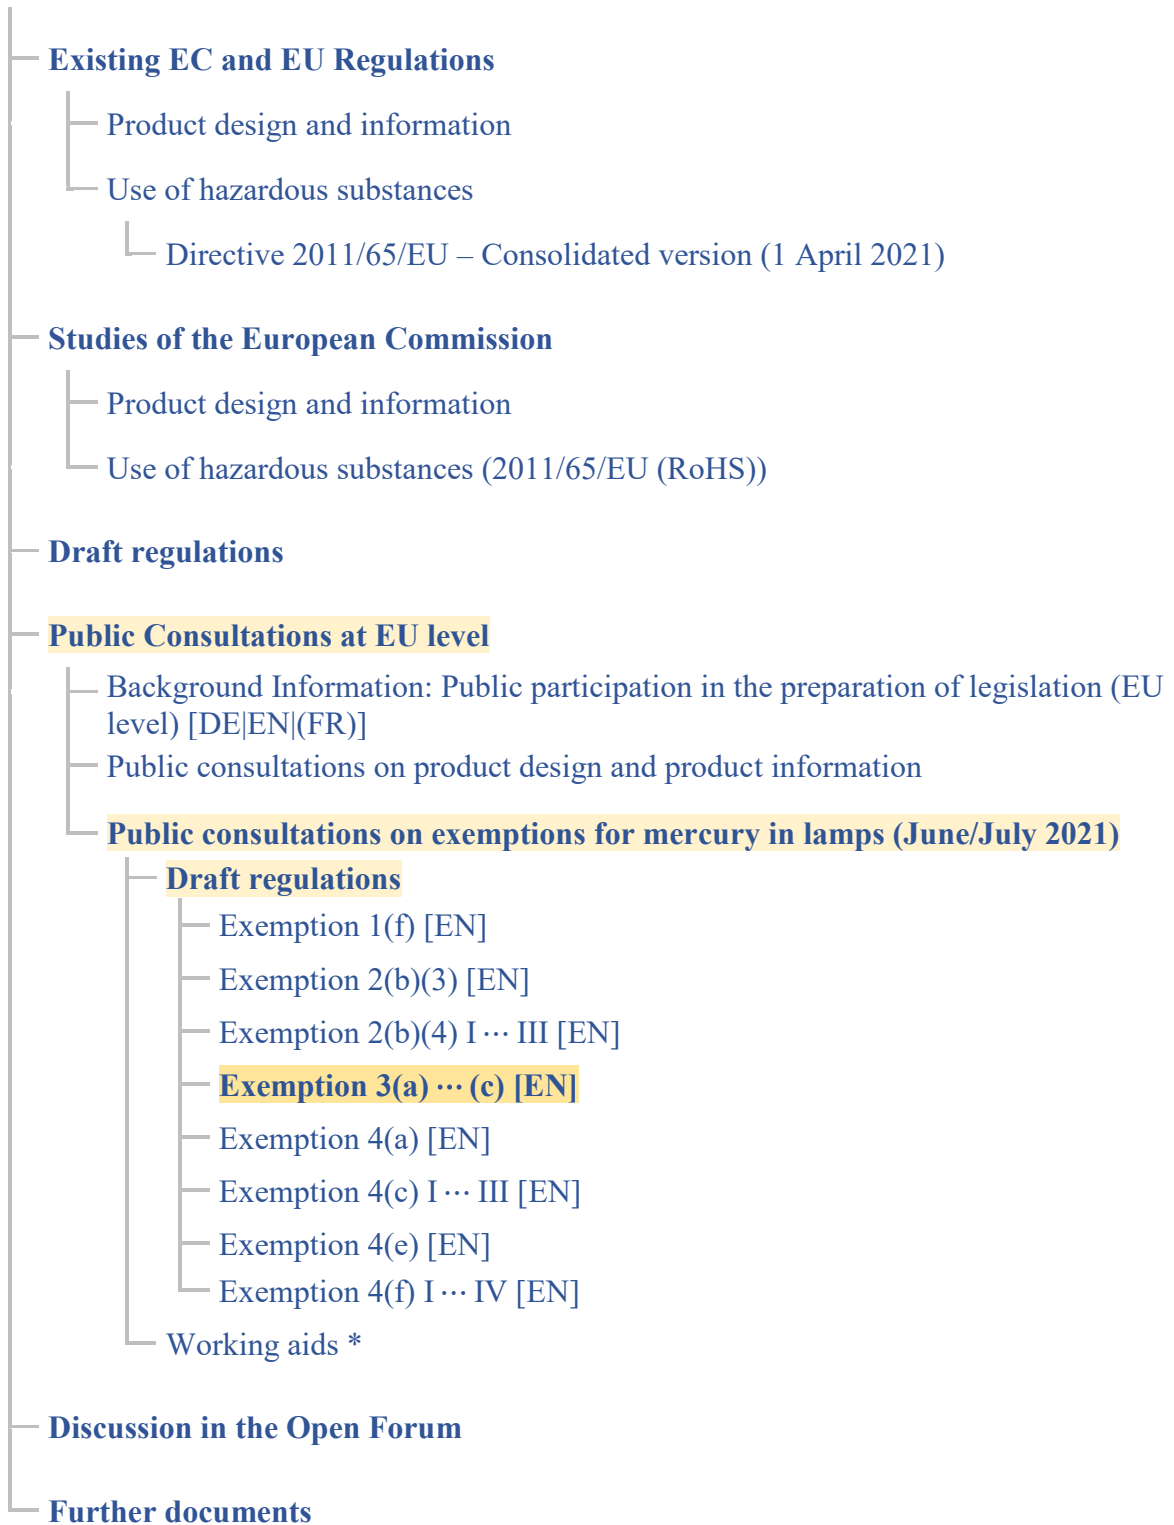 Existing EC and EU Regulations
Product design and information
Use of hazardous substances
Directive 2011/65/EU – Consolidated version (1 April 2021)
Studies of the European Commission
Product design and information
Use of hazardous substances (2011/65/EU (RoHS))
Draft regulations
Public Consultations at EU level
Background Information: Public participation in the preparation of legislation (EU
level) [DE|EN|(FR)]
Public consultations on product design and product information
Public consultations on exemptions for mercury in lamps (June/July 2021)
Draft regulations
Exemption 1(f) [EN]
Exemption 2(b)(3) [EN]
Exemption 2(b)(4) I ··· III [EN]
Exemption 3(a) ··· (c) [EN]
Exemption 4(a) [EN]
Exemption 4(c) I ··· III [EN]
Exemption 4(e) [EN]
Exemption 4(f) I ··· IV [EN]
Working aids *
Discussion in the Open Forum
Further documents